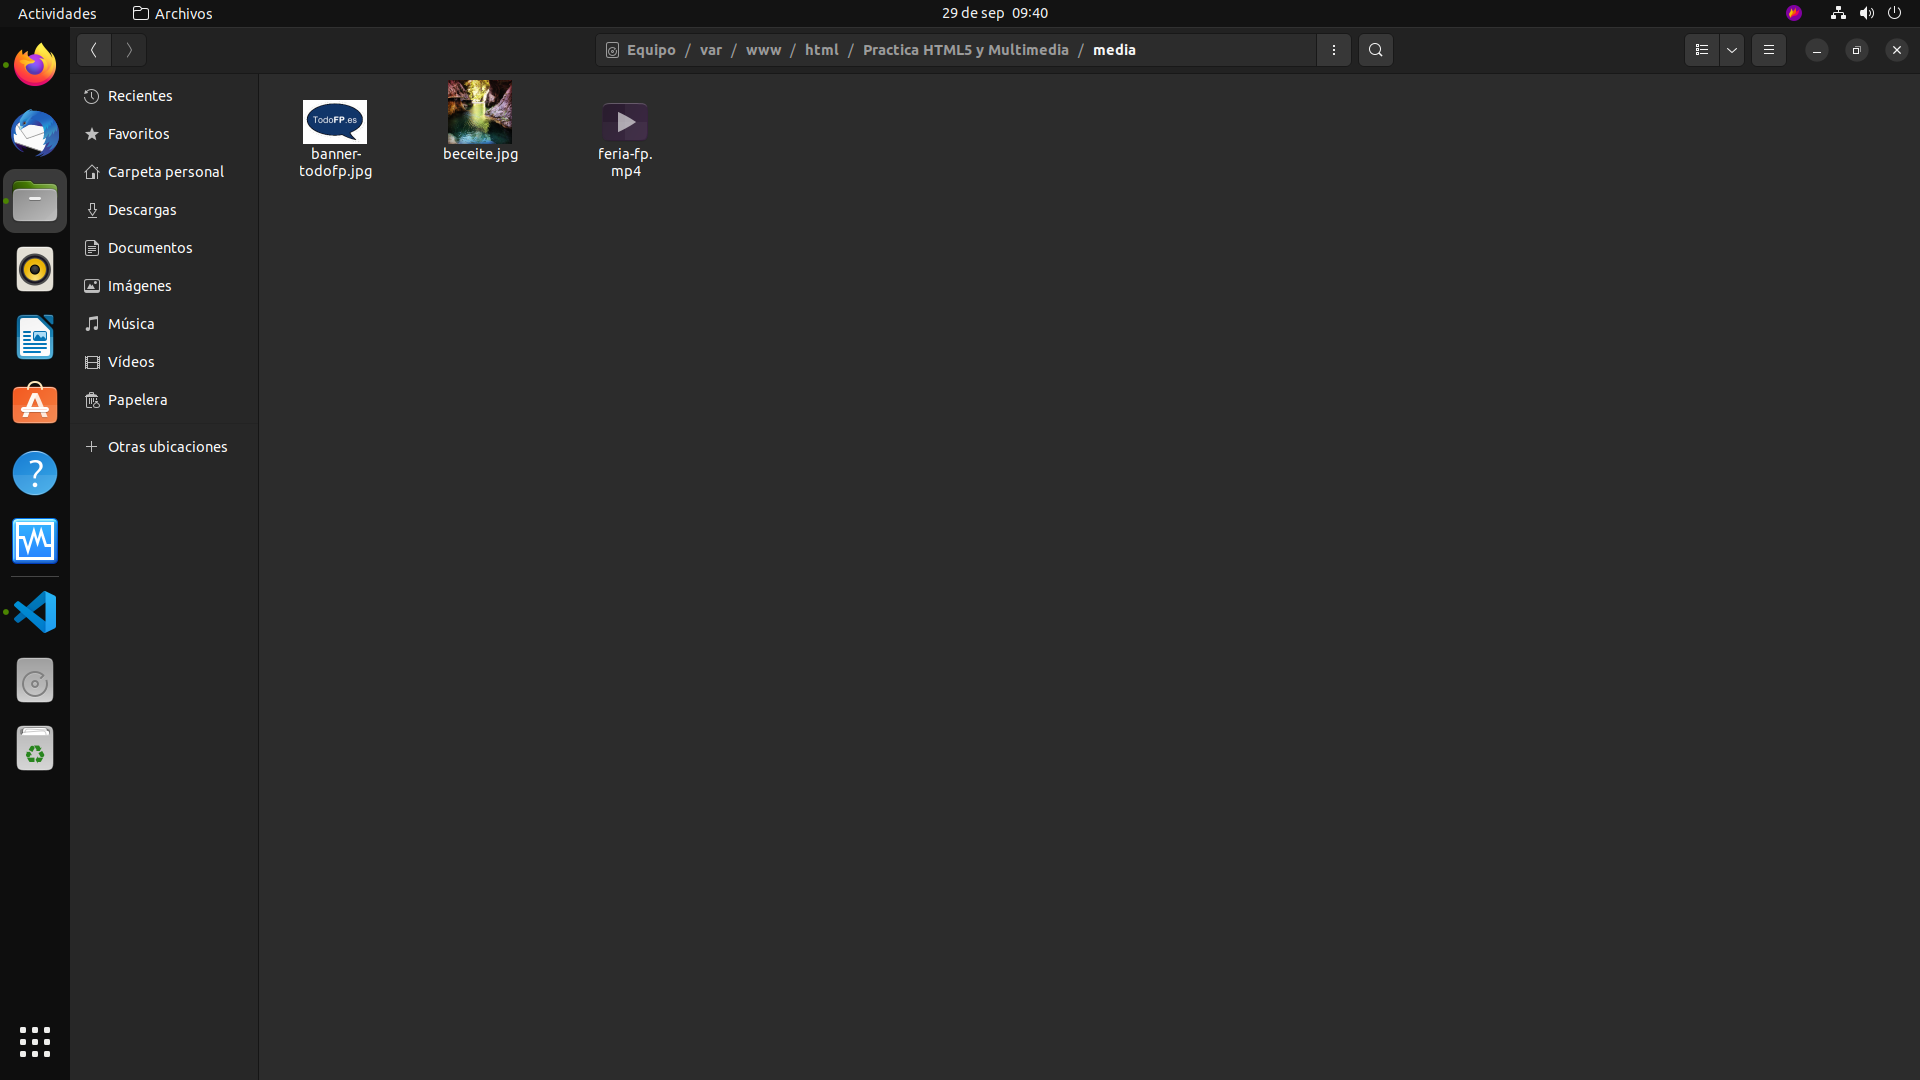 Actividades
Archivos
29 de sep 09:40
Equipo / var / www / html / Practica HTML5 y Multimedia / media
Recientes
Favoritos
Carpeta personal
Descargas
Documentos
Imágenes
Música
Vídeos
Papelera
Otras ubicaciones
TodoFP.es
banner-
todofp.jpg
beceite.jpg
feria-fp.
mp4